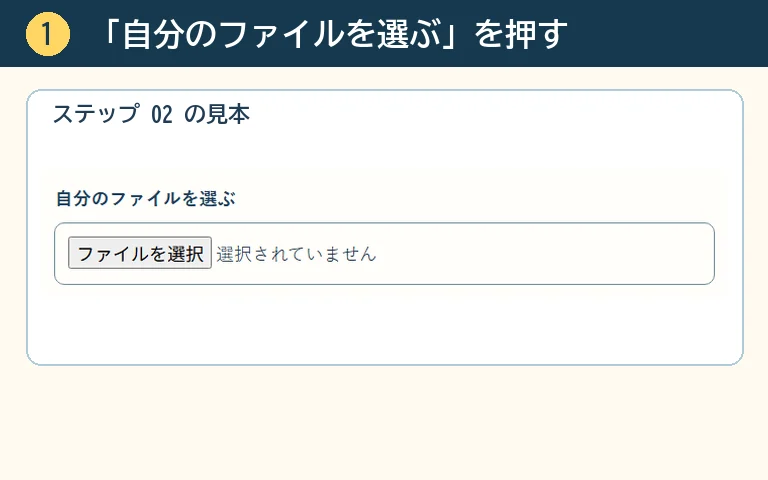 1 「自分のファイルを選ぶ」を押す
ステップ 02 の見本
自分のファイルを選ぶ
ファイルを選択 選択されていません